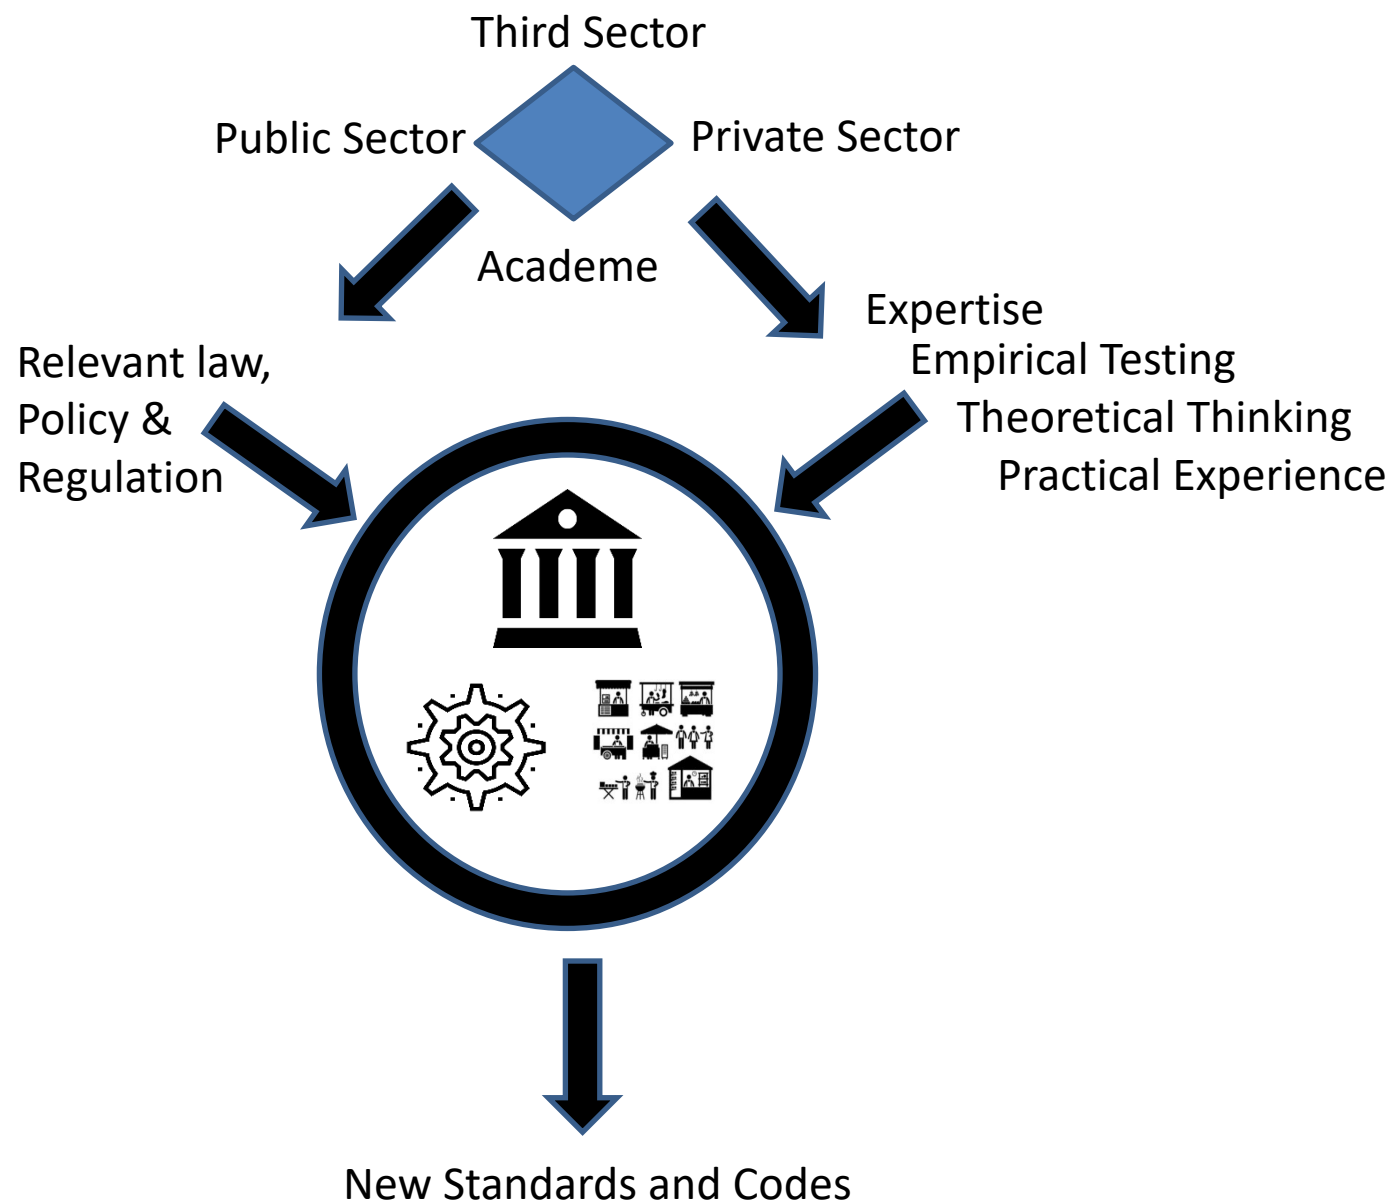 Third Sector
Public Sector
Private Sector
Academe
Expertise
Empirical Testing
Theoretical Thinking
Practical Experience
Relevant law,
Policy &
Regulation
New Standards and Codes